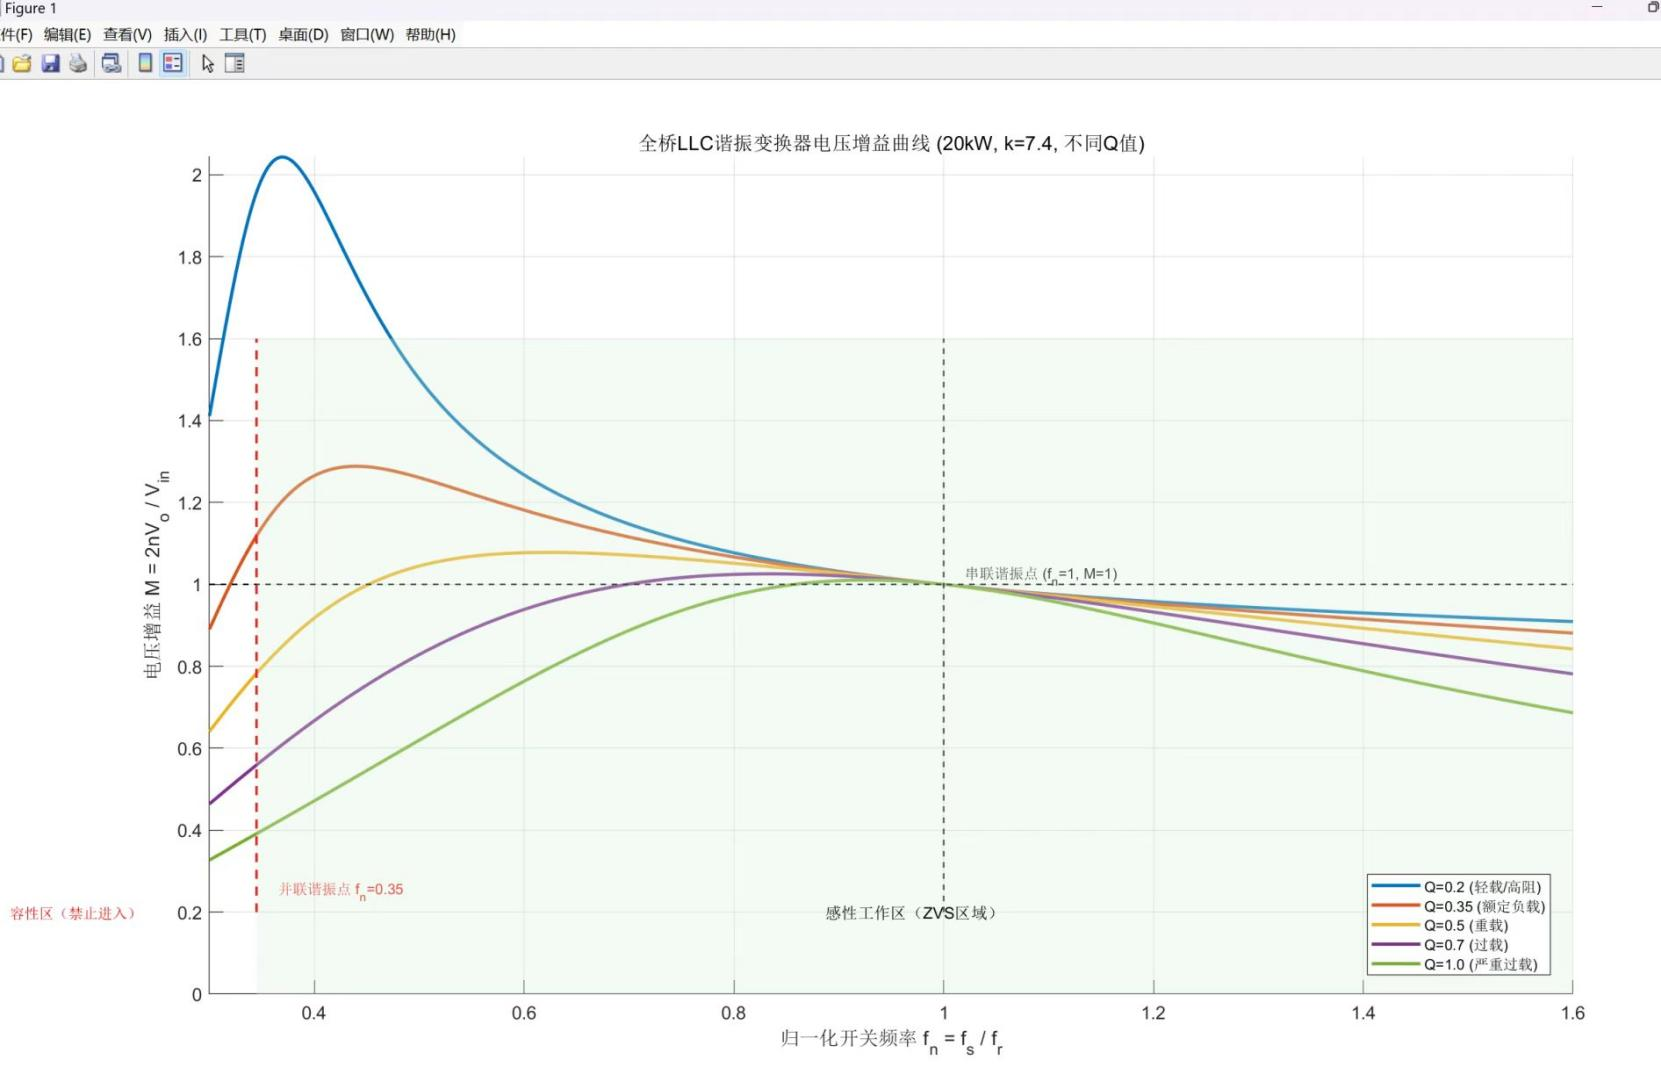 Figure 1
件(F) 编辑(E) 查看(V) 插入(I) 工具(T) 桌面(D) 窗口(W) 帮助(H)
全桥LLC谐振变换器电压增益曲线 (20kW, k=7.4, 不同Q值)
2
1.8
1.6
1.4
1.2
1
0.8
0.6
0.4
0.2
0
电压增益 M = 2nV_o / V_in
串联谐振点 (f_n=1, M=1)
并联谐振点 f_n=0.35
容性区（禁止进入）
感性工作区（ZVS区域）
Q=0.2 (轻载/高阻)
Q=0.35 (额定负载)
Q=0.5 (重载)
Q=0.7 (过载)
Q=1.0 (严重过载)
0.4 0.6 0.8 1 1.2 1.4 1.6
归一化开关频率 f_n = f_s / f_r